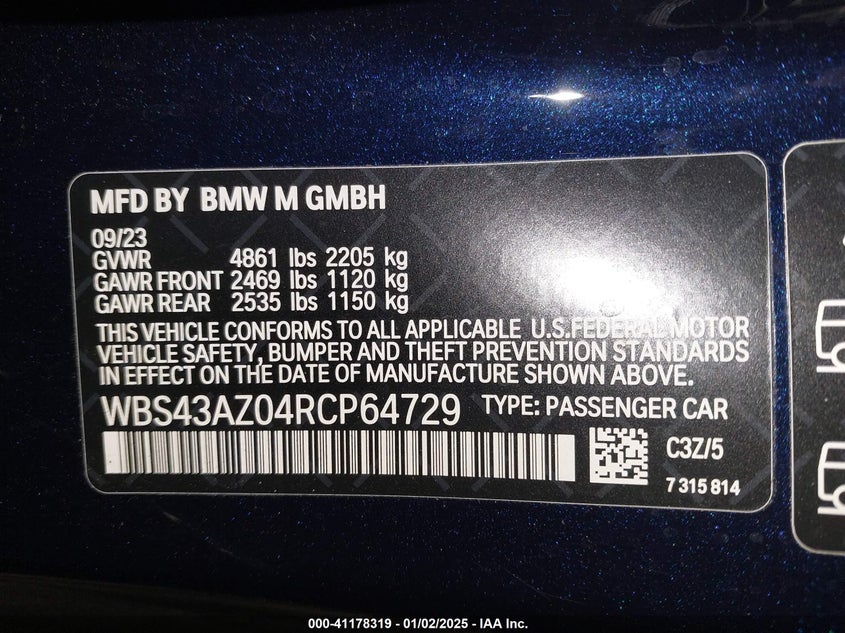 MFD BY BMW M GMBH
09/23
GVWR 4861 lbs 2205 kg
GAWR FRONT 2469 lbs 1120 kg
GAWR REAR 2535 lbs 1150 kg
THIS VEHICLE CONFORMS TO ALL APPLICABLE U.S.FEDERAL MOTOR
VEHICLE SAFETY, BUMPER AND THEFT PREVENTION STANDARDS
IN EFFECT ON THE DATE OF MANUFACTURE SHOWN ABOVE.
WBS43AZ04RCP64729 TYPE: PASSENGER CAR
C3Z/5
7 315 814
000-41178319 - 01/02/2025 - IAA Inc.